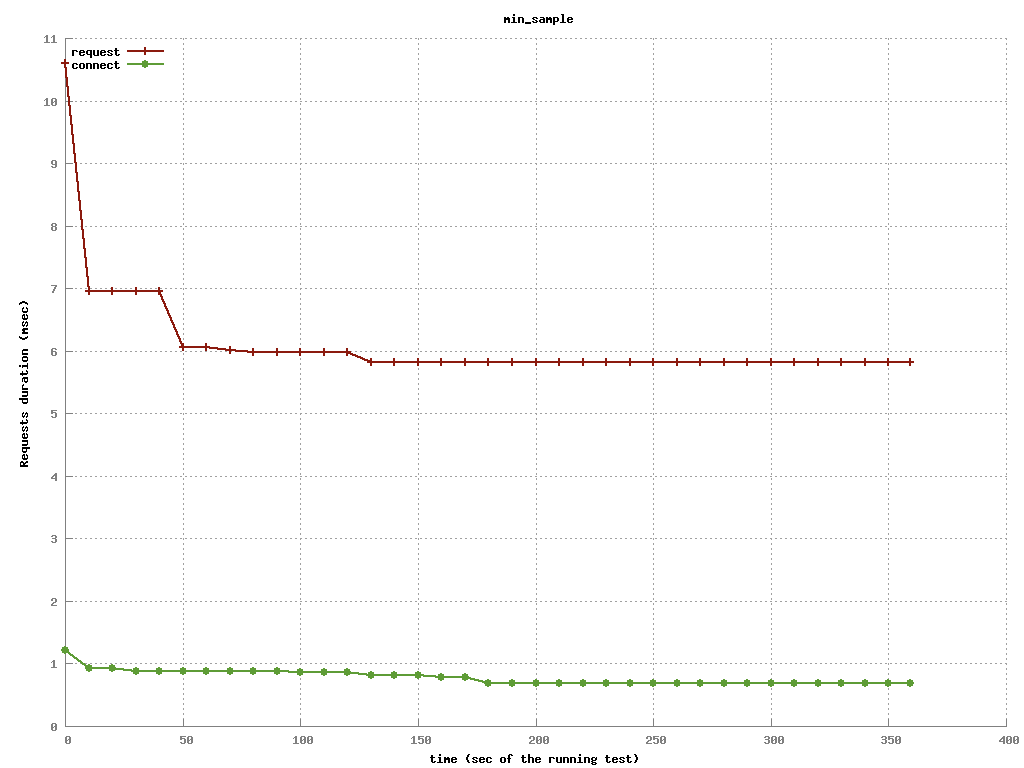 min_sample
request
connect
11
10
9
8
7
6
5
4
3
2
1
0
Requests duration (msec)
0 50 100 150 200 250 300 350 400
time (sec of the running test)